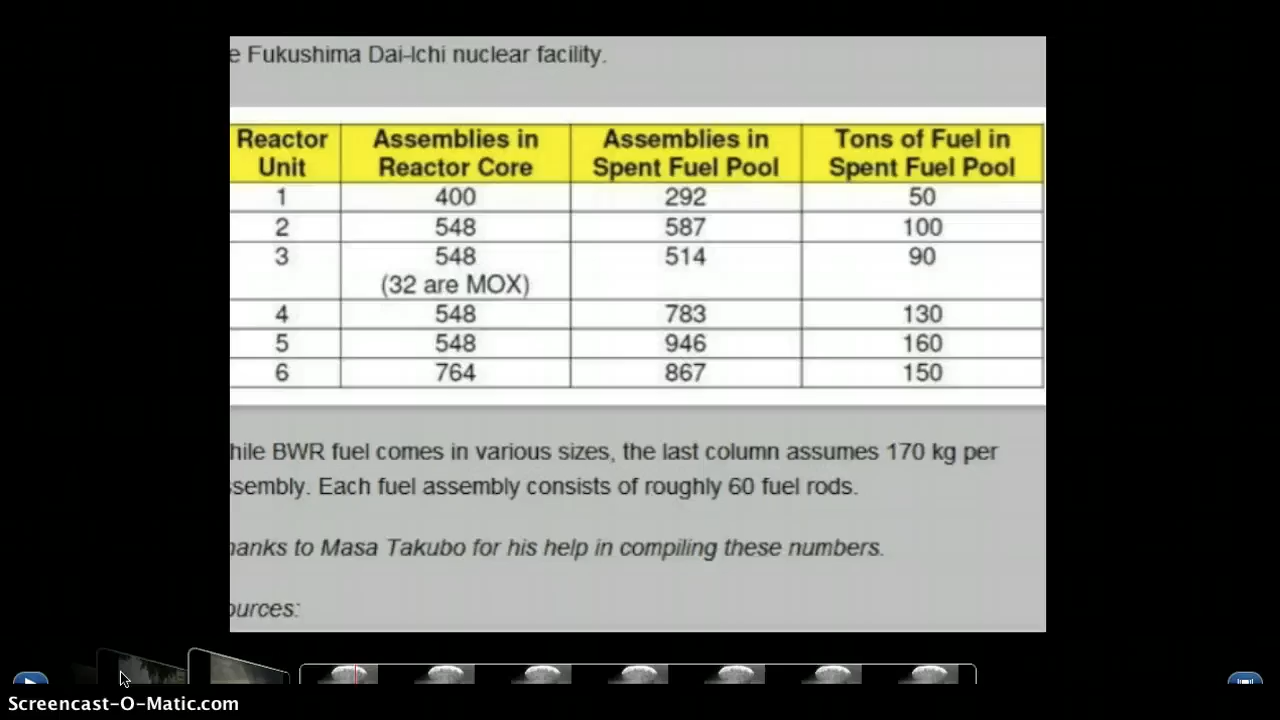 e Fukushima Dai-Ichi nuclear facility.
Reactor Unit Assemblies in Reactor Core Assemblies in Spent Fuel Pool Tons of Fuel in Spent Fuel Pool
1 400 292 50
2 548 587 100
3 548 514 90
(32 are MOX)
4 548 783 130
5 548 946 160
6 764 867 150
hile BWR fuel comes in various sizes, the last column assumes 170 kg per
ssembly. Each fuel assembly consists of roughly 60 fuel rods.
hanks to Masa Takubo for his help in compiling these numbers.
ources:
Screencast-O-Matic.com